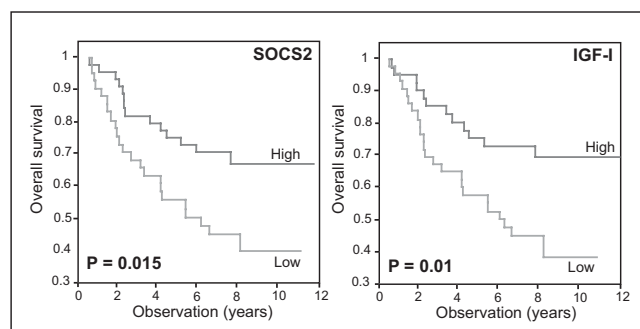 SOCS2
Overall survival
1
0.9
0.8
0.7
0.6
0.5
0.4
0.3
High
Low
P = 0.015
0 2 4 6 8 10 12
Observation (years)
IGF-I
Overall survival
1
0.9
0.8
0.7
0.6
0.5
0.4
0.3
High
Low
P = 0.01
0 2 4 6 8 10 12
Observation (years)